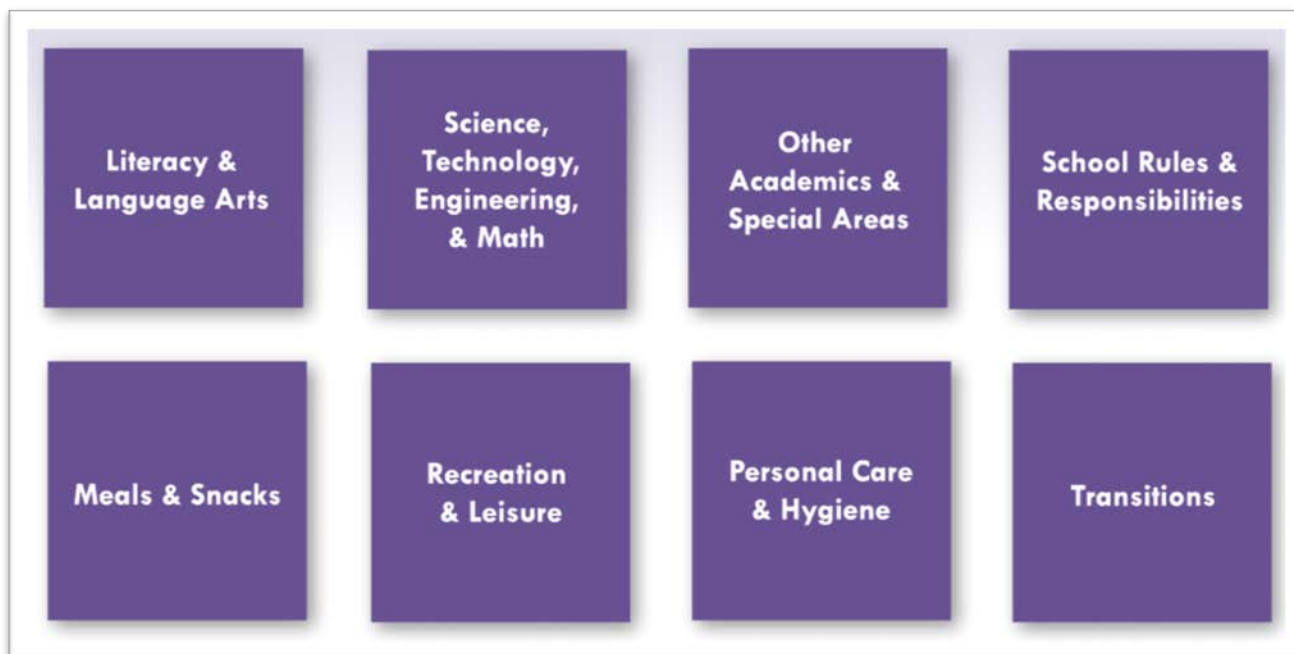 Literacy &
Language Arts
Science,
Technology,
Engineering,
& Math
Other
Academics &
Special Areas
School Rules &
Responsibilities
Meals & Snacks
Recreation
& Leisure
Personal Care
& Hygiene
Transitions